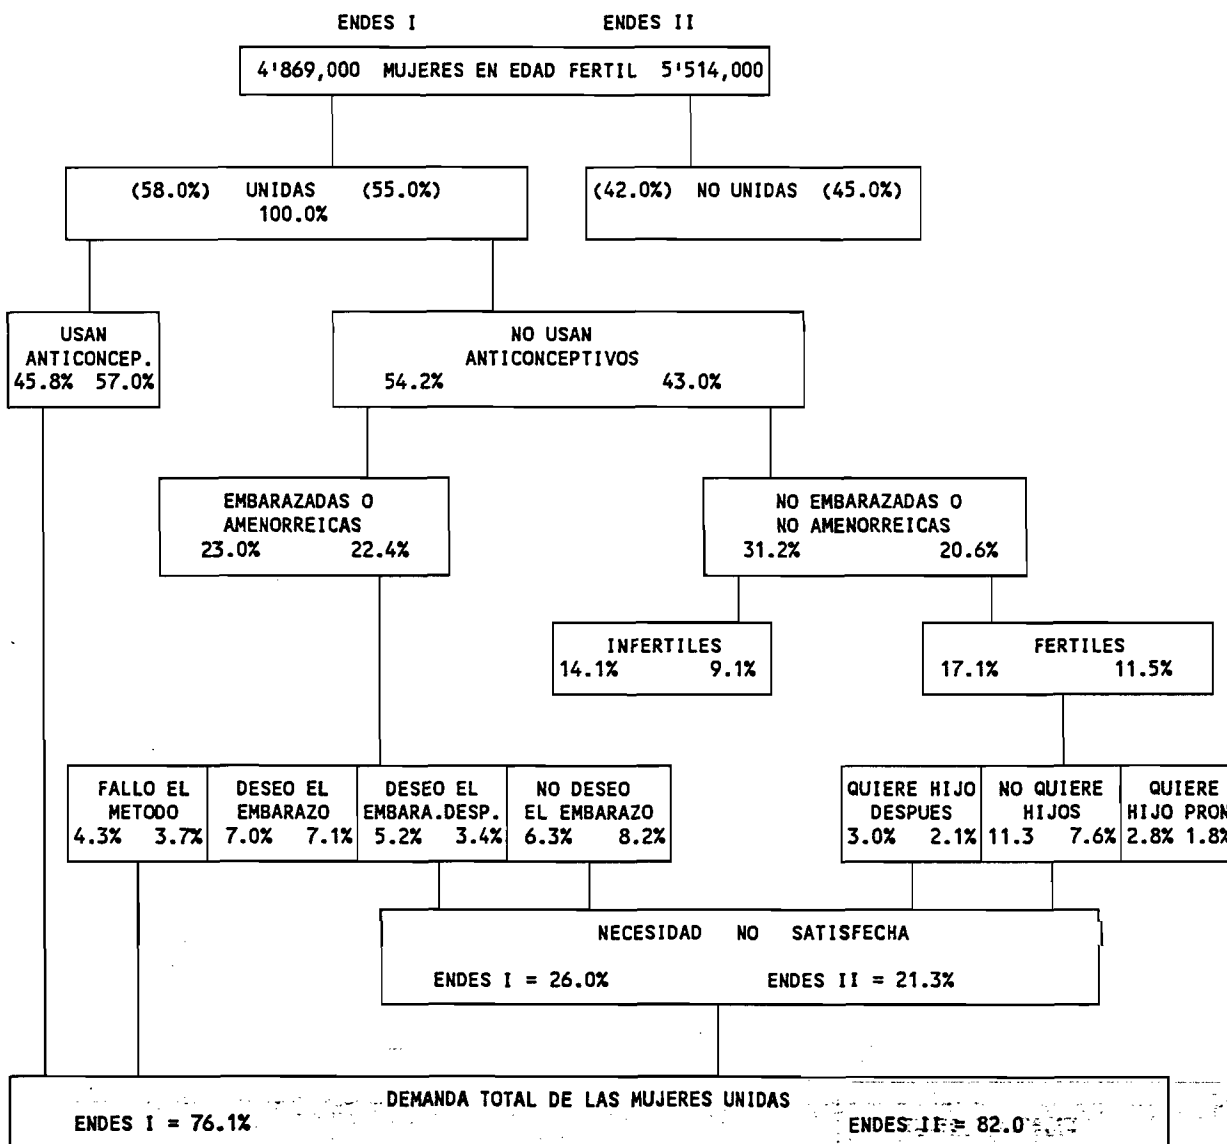 ENDES I ENDES II
4'869,000 MUJERES EN EDAD FERTIL 5'514,000
(58.0%) UNIDAS (55.0%)
100.0%
(42.0%) NO UNIDAS (45.0%)
USAN
ANTICONCEP.
45.8% 57.0%
NO USAN
ANTICONCEPTIVOS
54.2% 43.0%
EMBARAZADAS O
AMENORREICAS
23.0% 22.4%
NO EMBARAZADAS O
NO AMENORREICAS
31.2% 20.6%
INFERTILES
14.1% 9.1%
FERTILES
17.1% 11.5%
FALLO EL
METODO
4.3% 3.7%
DESEO EL
EMBARAZO
7.0% 7.1%
DESEO EL
EMBARA.DESP.
5.2% 3.4%
NO DESEO
EL EMBARAZO
6.3% 8.2%
QUIERE HIJO
DESPUES
3.0% 2.1%
NO QUIERE
HIJOS
11.3 7.6%
QUIERE
HIJO PRON
2.8% 1.8%
NECESIDAD NO SATISFECHA
ENDES I = 26.0% ENDES II = 21.3%
DEMANDA TOTAL DE LAS MUJERES UNIDAS
ENDES I = 76.1% ENDES II = 82.0